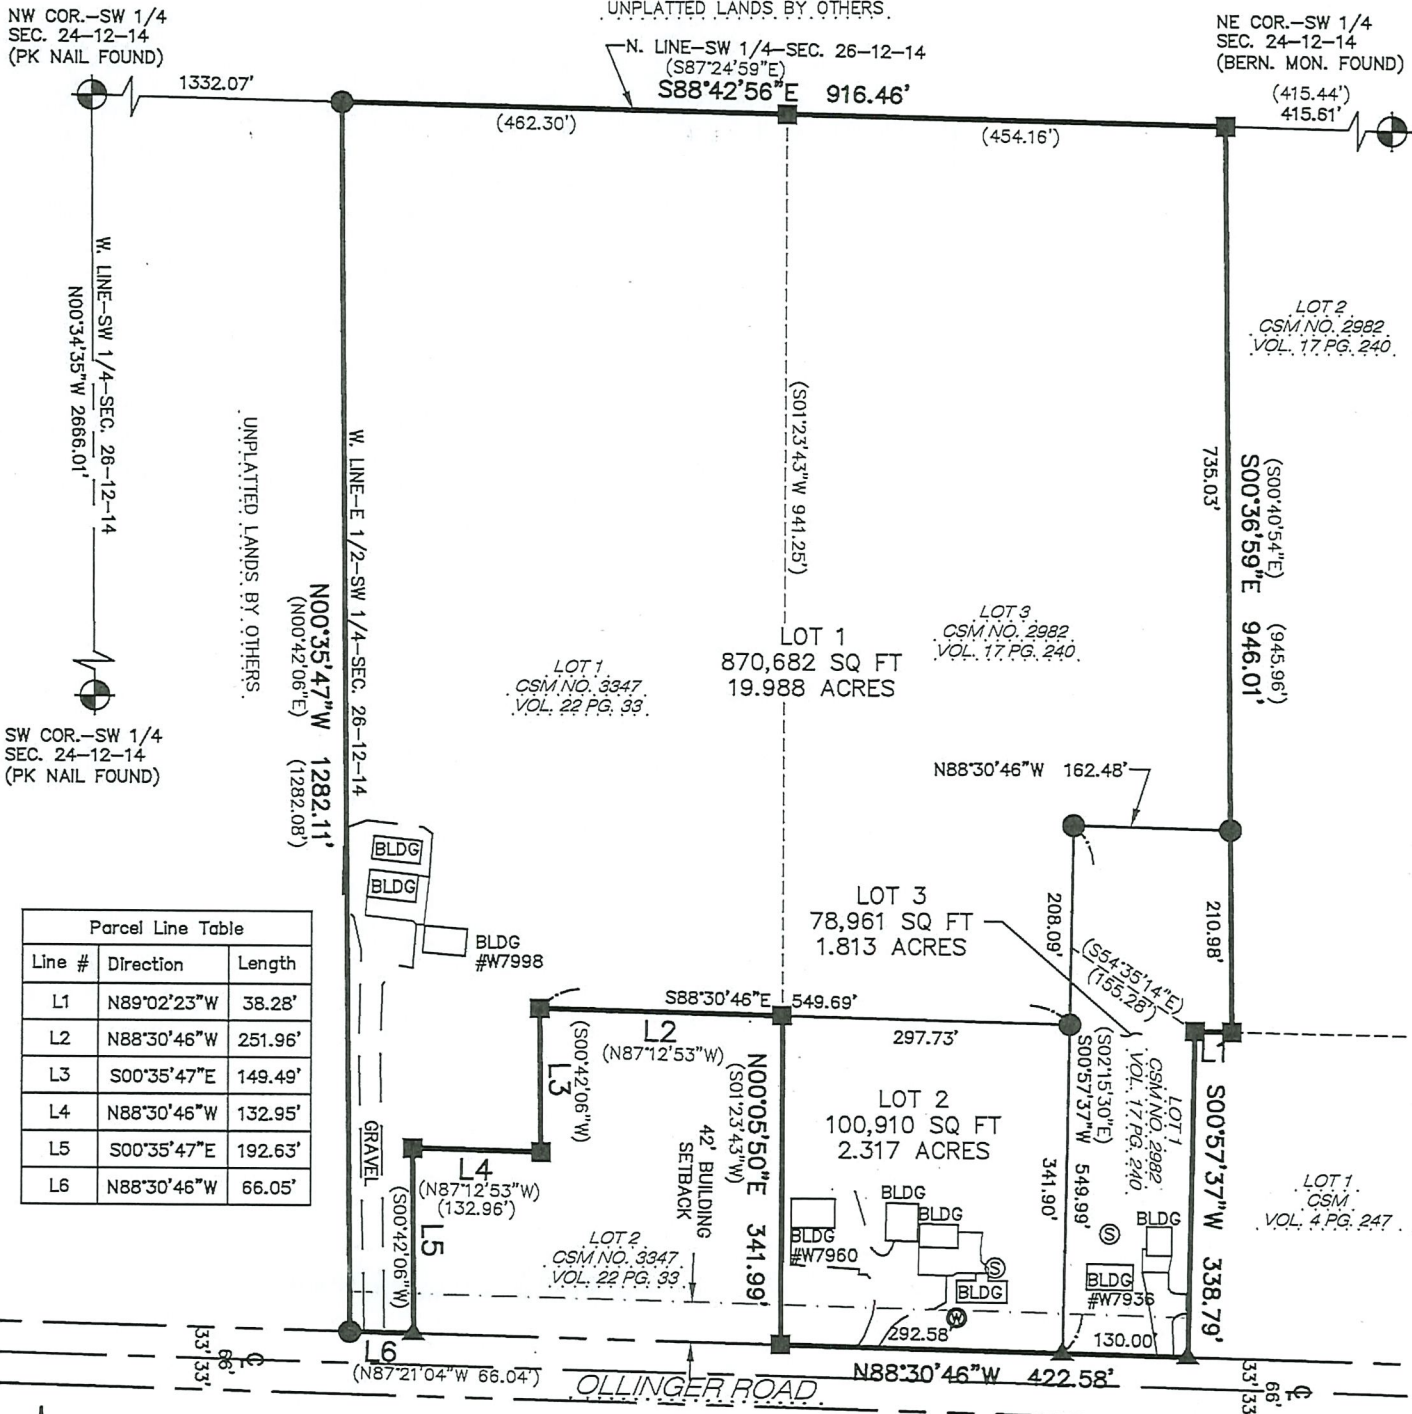 NW COR.–SW 1/4
SEC. 24–12–14
(PK NAIL FOUND)
UNPLATTED LANDS BY OTHERS
N. LINE–SW 1/4–SEC. 26–12–14
(S87°24'59"E)
S88°42'56"E 916.46'
NE COR.–SW 1/4
SEC. 24–12–14
(BERN. MON. FOUND)
(415.44')
415.61'
1332.07'
(462.30')
(454.16')
W. LINE–SW 1/4–SEC. 26–12–14
N00°34'35"W 2666.01'
UNPLATTED LANDS BY OTHERS
W. LINE–E 1/2–SW 1/4–SEC. 26–12–14
N00°35'47"W 1282.11'
(N00°42'06"E) (1282.08')
(S01°23'43"W 941.25')
LOT 2
CSM NO. 2982
VOL. 17 PG. 240
735.03'
(S00°40'54"E) (945.96')
S00°36'59"E 946.01'
LOT 1
CSM NO. 3347
VOL. 22 PG. 33
LOT 1
870,682 SQ FT
19.988 ACRES
LOT 3
CSM NO. 2982
VOL. 17 PG. 240
SW COR.–SW 1/4
SEC. 24–12–14
(PK NAIL FOUND)
N88°30'46"W 162.48'
BLDG
BLDG
BLDG
#W7998
LOT 3
78,961 SQ FT
1.813 ACRES
208.09'
210.98'
(S54°35'14"E)
(155.28')
Parcel Line Table
Line # Direction Length
L1 N89°02'23"W 38.28'
L2 N88°30'46"W 251.96'
L3 S00°35'47"E 149.49'
L4 N88°30'46"W 132.95'
L5 S00°35'47"E 192.63'
L6 N88°30'46"W 66.05'
S88°30'46"E 549.69'
L2
(N87°12'53"W)
297.73'
L1
L3
(S00°42'06"W)
GRAVEL
L4
(N87°12'53"W)
(132.96')
L5
(S00°42'06"W)
42' BUILDING
SETBACK
N00°05'50"E 341.99'
(S01°23'43"W)
LOT 2
100,910 SQ FT
2.317 ACRES
(S02°15'30"E)
S00°57'37"W 549.99'
341.90'
LOT 1
CSM NO. 2982
VOL. 17 PG. 240
S00°57'37"W 338.79'
LOT 1
CSM
VOL. 4 PG. 247
LOT 2
CSM NO. 3347
VOL. 22 PG. 33
BLDG
#W7960
BLDG
BLDG
S
BLDG
W
S
BLDG
BLDG
#W7936
292.58'
130.00'
L6
(N87°21'04"W 66.04')
N88°30'46"W 422.58'
OLLINGER ROAD
33' 33'
66'
33' 33'
66'